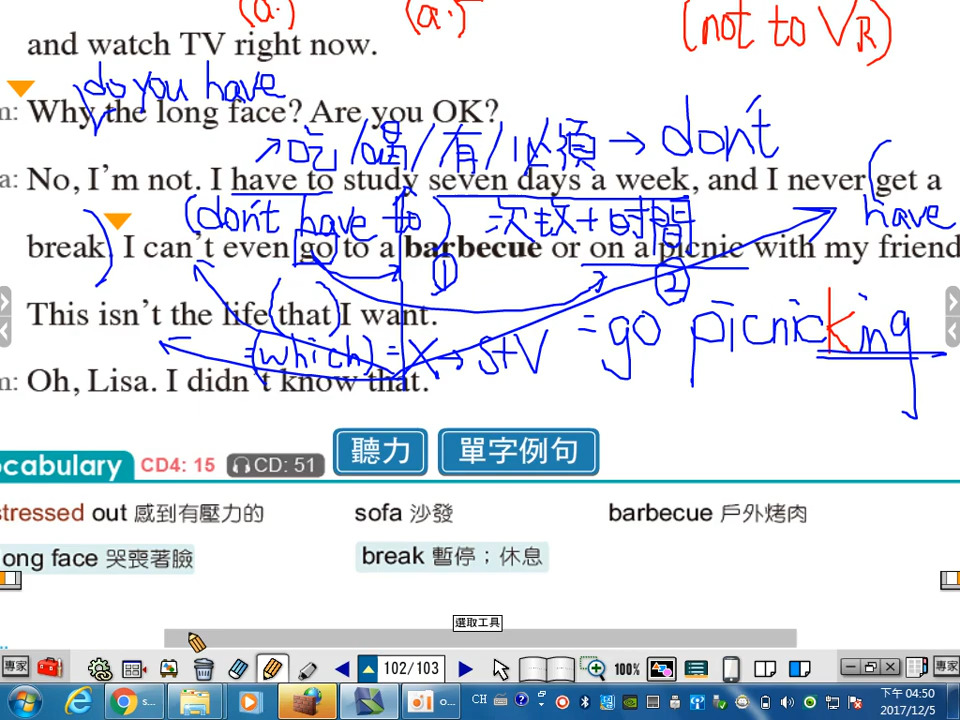 (a.) (a.) (not to VR)
and watch TV right now.
do you have
m: Why the long face? Are you OK?
吃/喝/有/必須 → don't
a: No, I'm not. I have to study seven days a week, and I never get a
(don't have to) 次數+時間 have
break. I can't even go to a barbecue or on a picnic with my friend
① ②
This isn't the life (that) I want. = go picnicking
=(which) = X → S+V
m: Oh, Lisa. I didn't know that.
聽力 單字例句
ocabulary CD4: 15 CD: 51
stressed out 感到有壓力的 sofa 沙發 barbecue 戶外烤肉
ong face 哭喪著臉 break 暫停；休息
選取工具
專家 102/103 100% 專家
s... o... CH 下午 04:50
2017/12/5